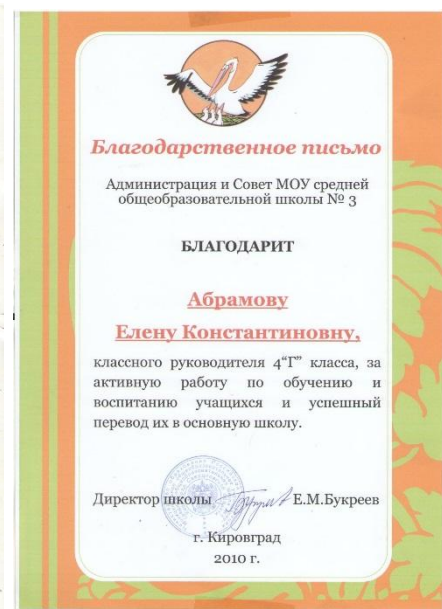 Благодарственное письмо
Администрация и Совет МОУ средней
общеобразовательной школы № 3
БЛАГОДАРИТ
Абрамову
Елену Константиновну,
классного руководителя 4“Г” класса, за
активную работу по обучению и
воспитанию учащихся и успешный
перевод их в основную школу.
Директор школы Е.М.Букреев
г. Кировград
2010 г.